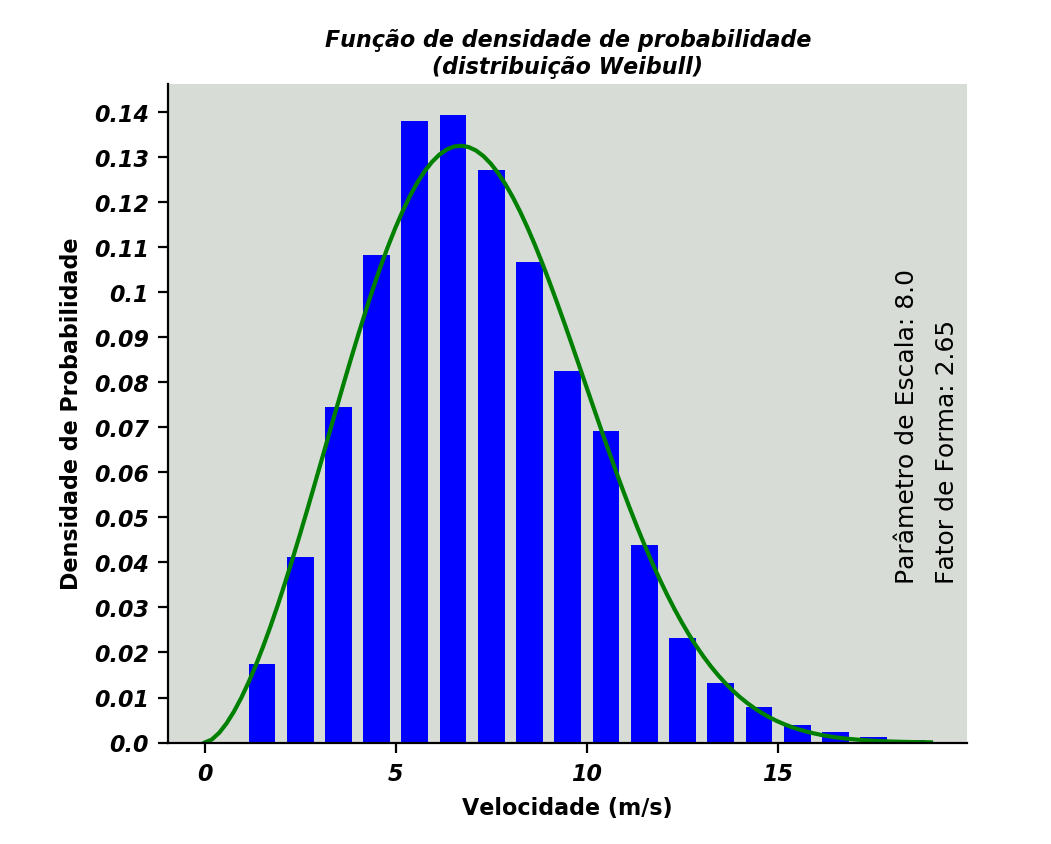 Função de densidade de probabilidade
(distribuição Weibull)
Densidade de Probabilidade
0.14
0.13
0.12
0.11
0.1
0.09
0.08
0.07
0.06
0.05
0.04
0.03
0.02
0.01
0.0
Parâmetro de Escala: 8.0
Fator de Forma: 2.65
0 5 10 15
Velocidade (m/s)